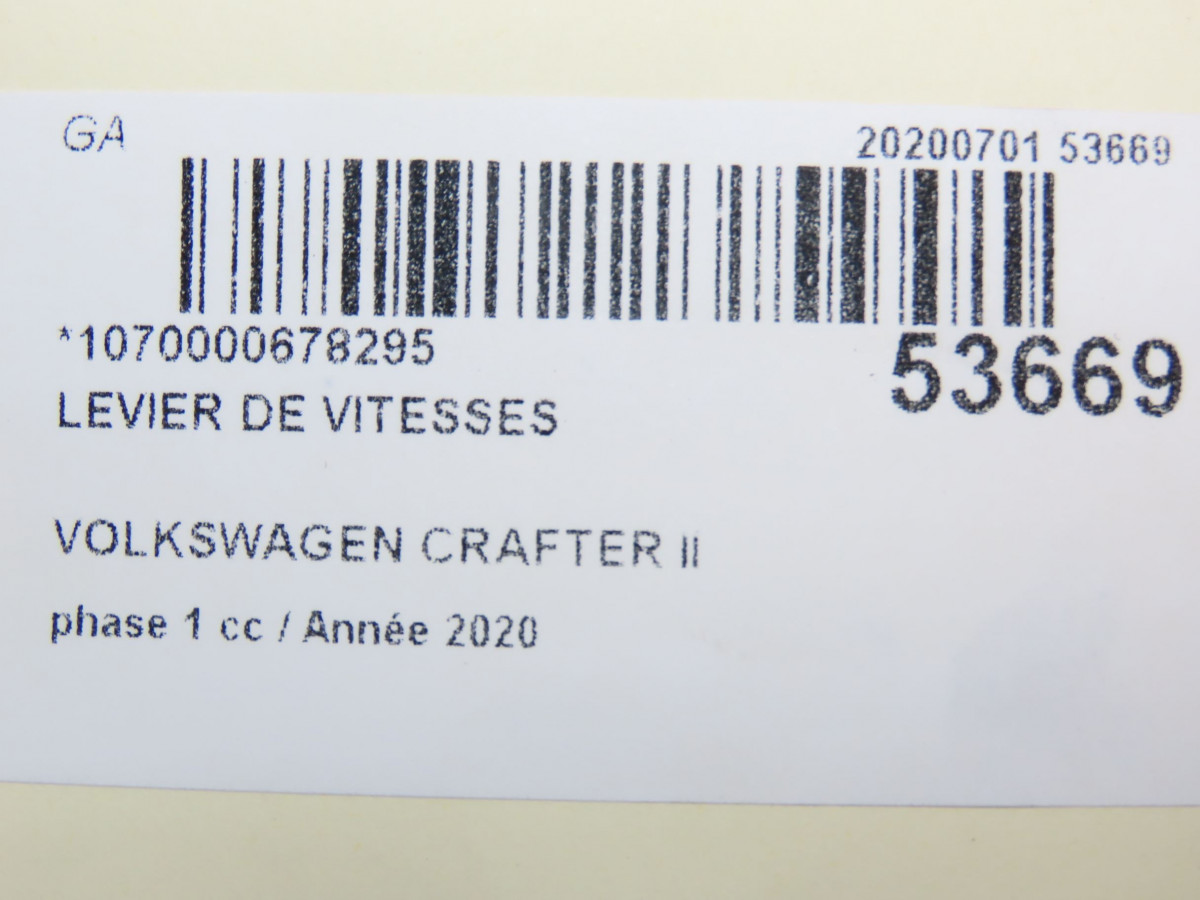 GA
20200701 53669
*1070000678295
53669
LEVIER DE VITESSES
VOLKSWAGEN CRAFTER II
phase 1 cc / Année 2020